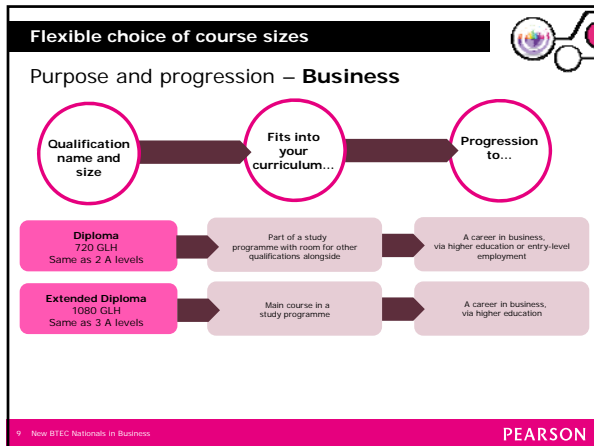 Flexible choice of course sizes
Purpose and progression – Business
Qualification
name and
size
Fits into
your
curriculum...
Progression
to...
Diploma
720 GLH
Same as 2 A levels
Part of a study
programme with room for other
qualifications alongside
A career in business,
via higher education or entry-level
employment
Extended Diploma
1080 GLH
Same as 3 A levels
Main course in a
study programme
A career in business,
via higher education
9 New BTEC Nationals in Business
PEARSON